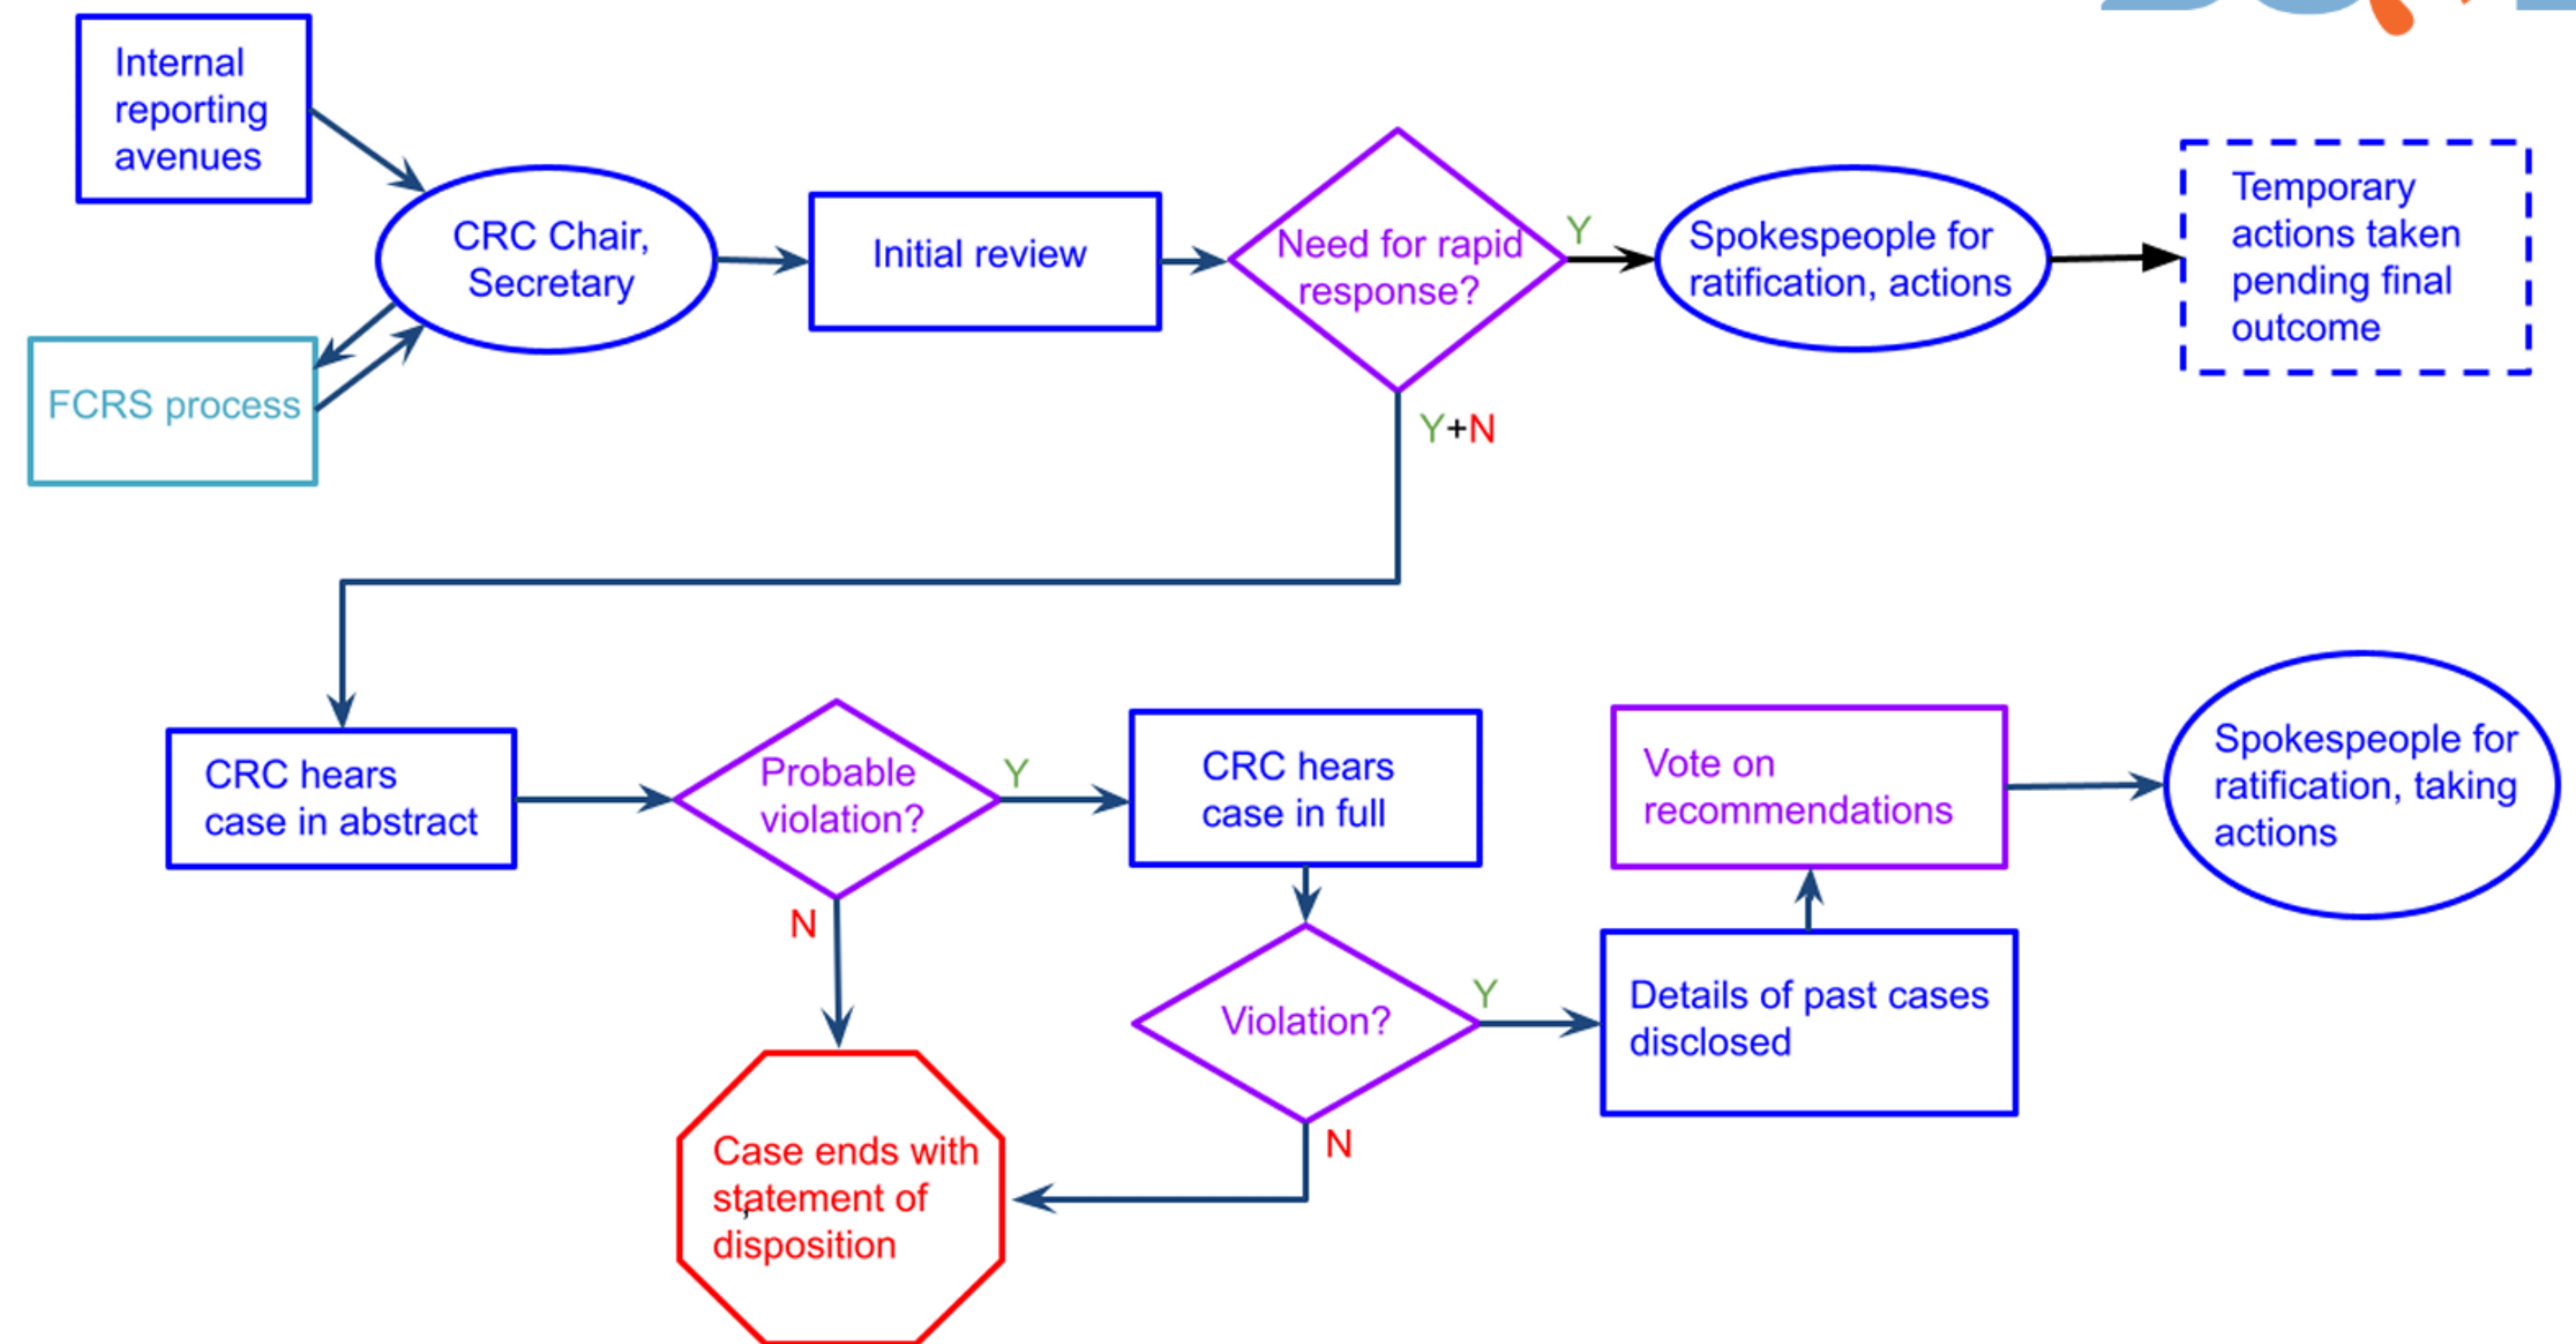 Internal
reporting
avenues
CRC Chair,
Secretary
FCRS process
Initial review
Need for rapid
response?
Y
Y+N
Spokespeople for
ratification, actions
Temporary
actions taken
pending final
outcome
CRC hears
case in abstract
Probable
violation?
Y
N
CRC hears
case in full
Violation?
Y
N
Details of past cases
disclosed
Vote on
recommendations
Spokespeople for
ratification, taking
actions
Case ends with
statement of
,
disposition